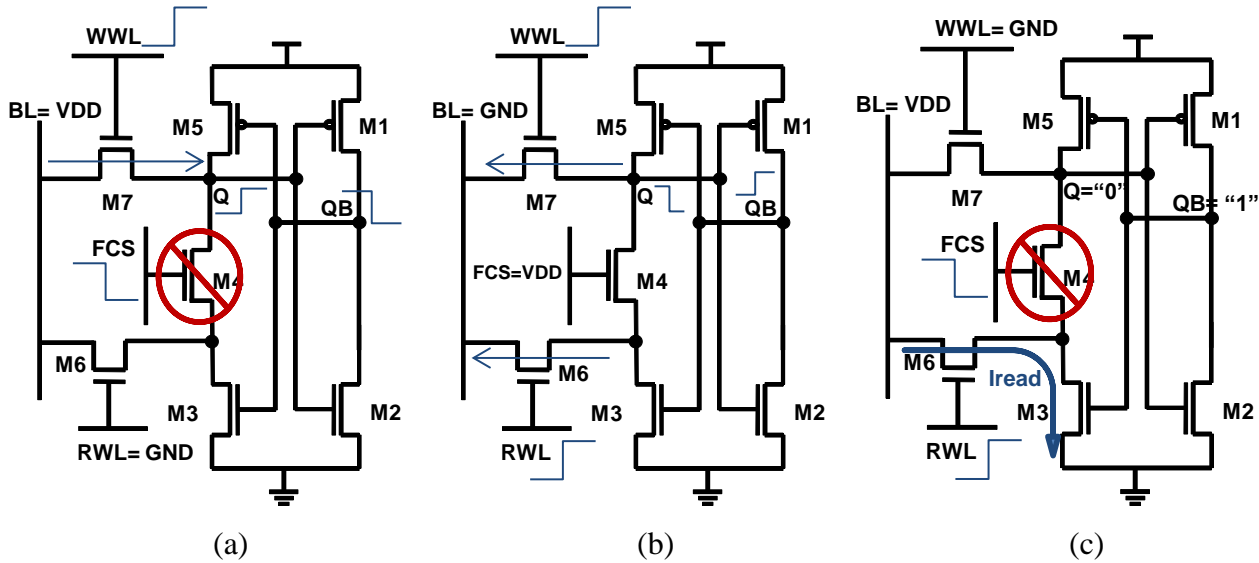 WWL
BL= VDD
M5
M1
M7
Q
QB
FCS
M4
M6
M3
M2
RWL= GND
(a)
WWL
BL= GND
M5
M1
M7
Q
QB
FCS=VDD
M4
M6
M3
M2
RWL
(b)
WWL= GND
BL= VDD
M5
M1
M7
Q="0"
QB= "1"
FCS
M4
M6
Iread
M3
M2
RWL
(c)